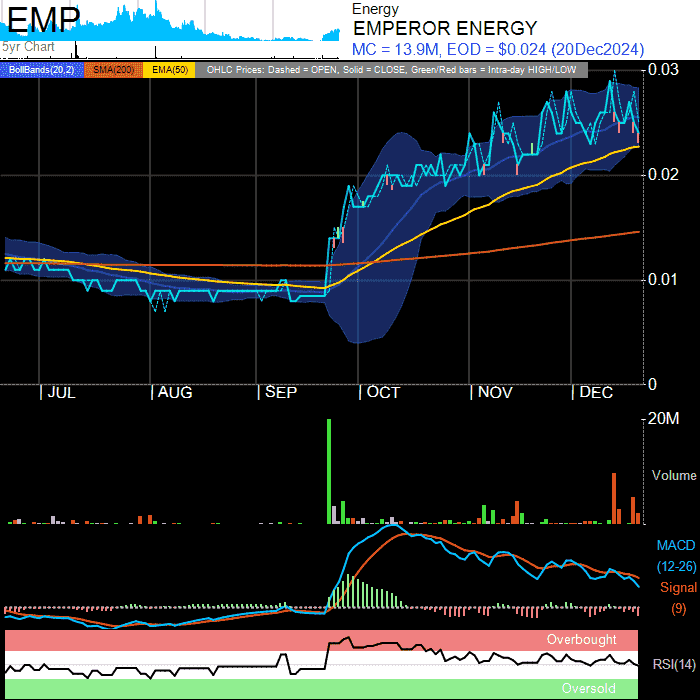 EMP
5yr Chart
Energy
EMPEROR ENERGY
MC = 13.9M, EOD = $0.024 (20Dec2024)
BollBands(20,2) SMA(200) EMA(50) OHLC Prices: Dashed = OPEN, Solid = CLOSE, Green/Red bars = Intra-day HIGH/LOW
0.03
0.02
0.01
0
JUL AUG SEP OCT NOV DEC
20M
Volume
MACD
(12-26)
Signal
(9)
Overbought
RSI(14)
Oversold